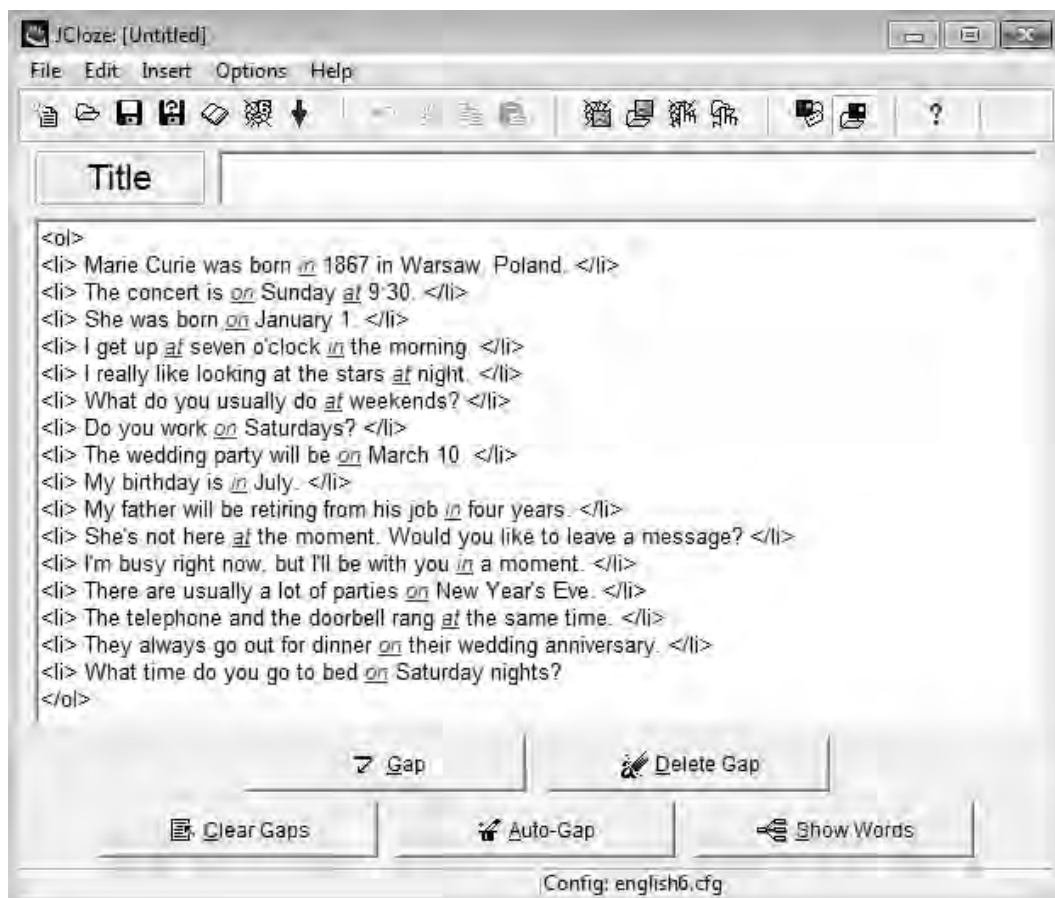 JCloze: [Untitled]
File Edit Insert Options Help
?
Title
<ol>
<li> Marie Curie was born in 1867 in Warsaw Poland. </li>
<li> The concert is on Sunday at 9:30. </li>
<li> She was born on January 1. </li>
<li> I get up at seven o'clock in the morning. </li>
<li> I really like looking at the stars at night. </li>
<li> What do you usually do at weekends? </li>
<li> Do you work on Saturdays? </li>
<li> The wedding party will be on March 10. </li>
<li> My birthday is in July. </li>
<li> My father will be retiring from his job in four years. </li>
<li> She's not here at the moment. Would you like to leave a message? </li>
<li> I'm busy right now, but I'll be with you in a moment. </li>
<li> There are usually a lot of parties on New Year's Eve. </li>
<li> The telephone and the doorbell rang at the same time. </li>
<li> They always go out for dinner on their wedding anniversary. </li>
<li> What time do you go to bed on Saturday nights?
</ol>
Gap Delete Gap
Clear Gaps Auto-Gap Show Words
Config: english6.cfg